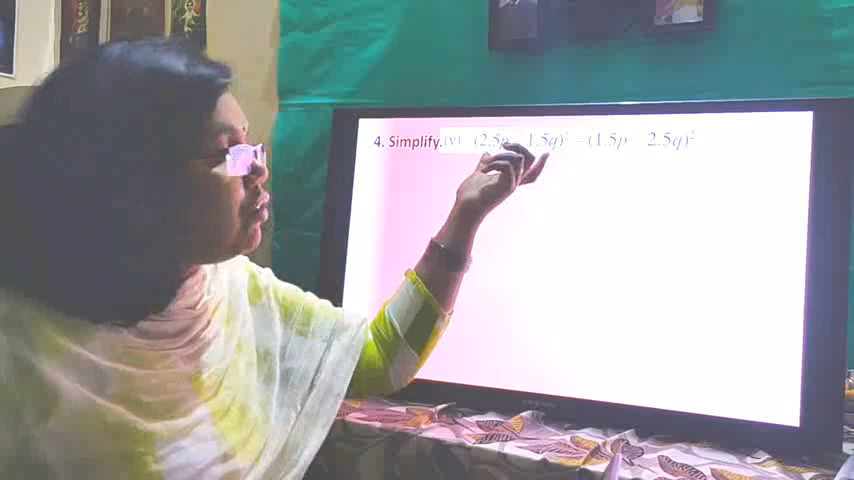 4. Simplify. (v) (2.5p - 1.5q)² - (1.5p - 2.5q)²